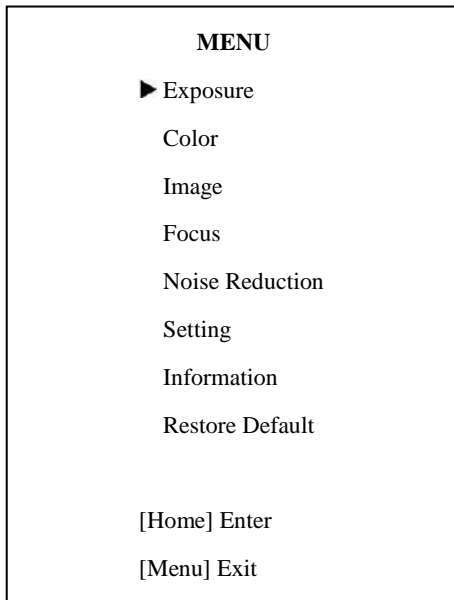 MENU
Exposure
Color
Image
Focus
Noise Reduction
Setting
Information
Restore Default
[Home] Enter
[Menu] Exit